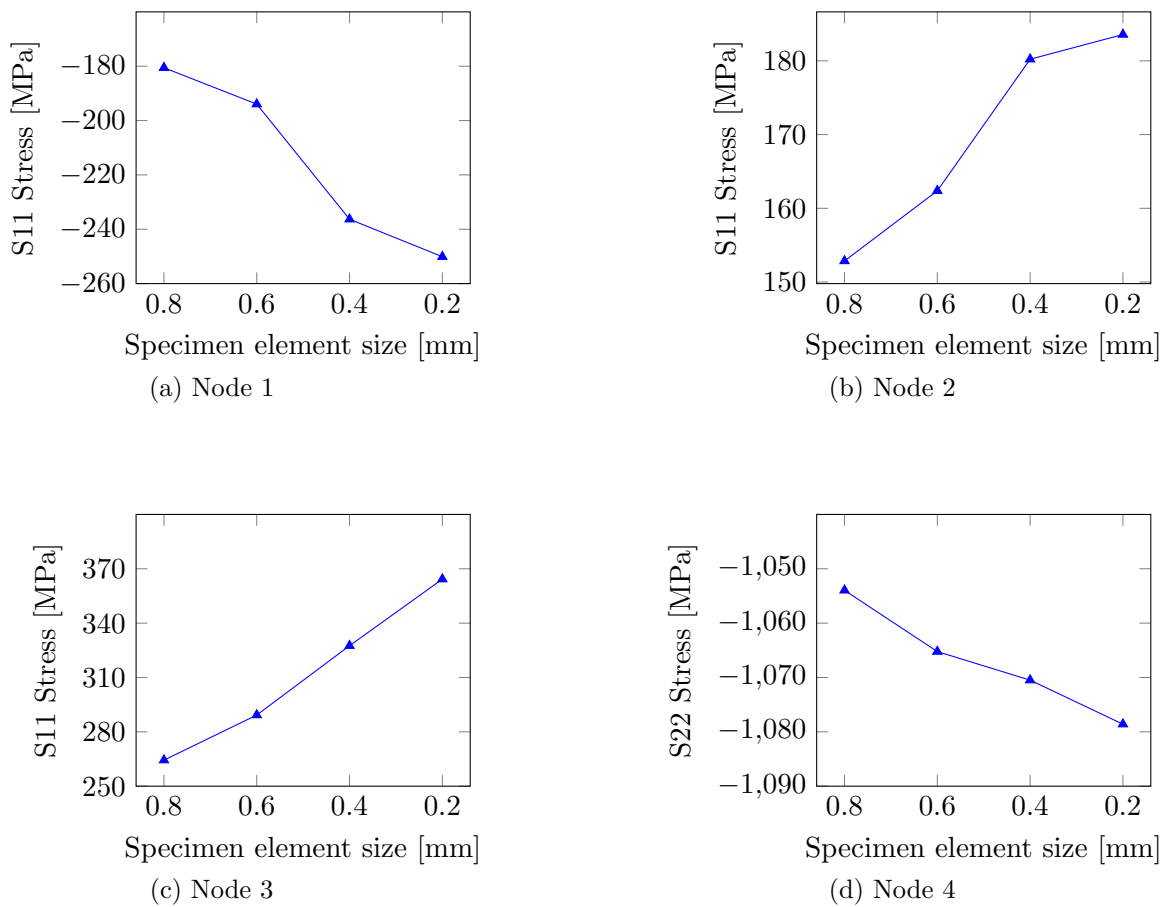 −180
−200
−220
−240
−260
S11 Stress [MPa]
0.8 0.6 0.4 0.2
Specimen element size [mm]
(a) Node 1
180
170
160
150
S11 Stress [MPa]
0.8 0.6 0.4 0.2
Specimen element size [mm]
(b) Node 2
370
340
310
280
250
S11 Stress [MPa]
0.8 0.6 0.4 0.2
Specimen element size [mm]
(c) Node 3
−1,050
−1,060
−1,070
−1,080
−1,090
S22 Stress [MPa]
0.8 0.6 0.4 0.2
Specimen element size [mm]
(d) Node 4